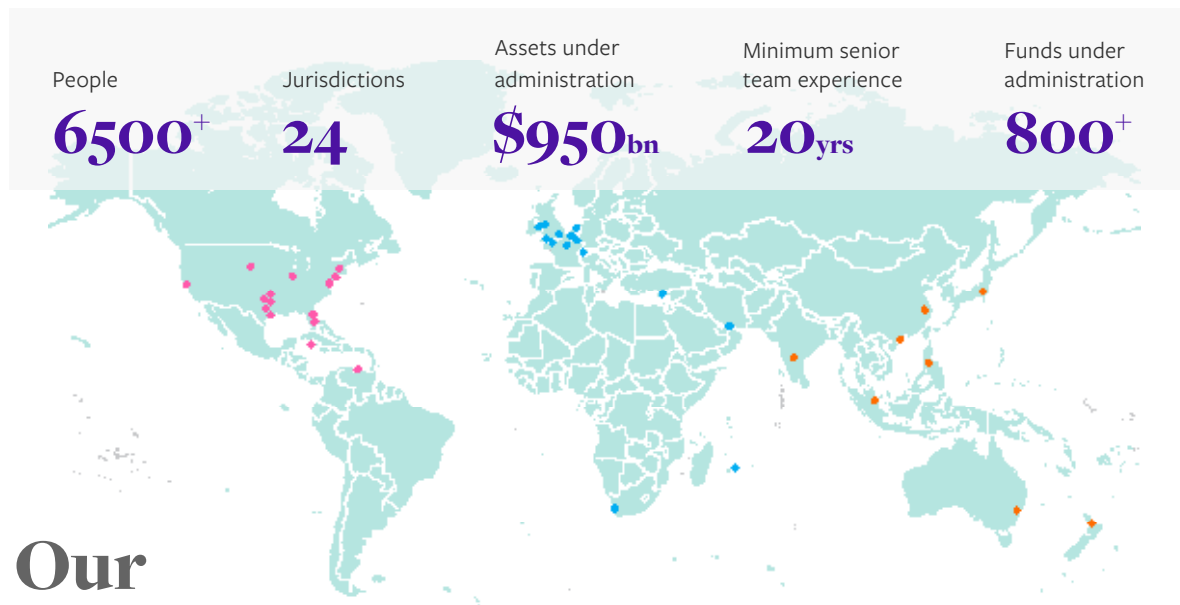 People
6500+
Jurisdictions
24
Assets under
administration
$950bn
Minimum senior
team experience
20yrs
Funds under
administration
800+
Our